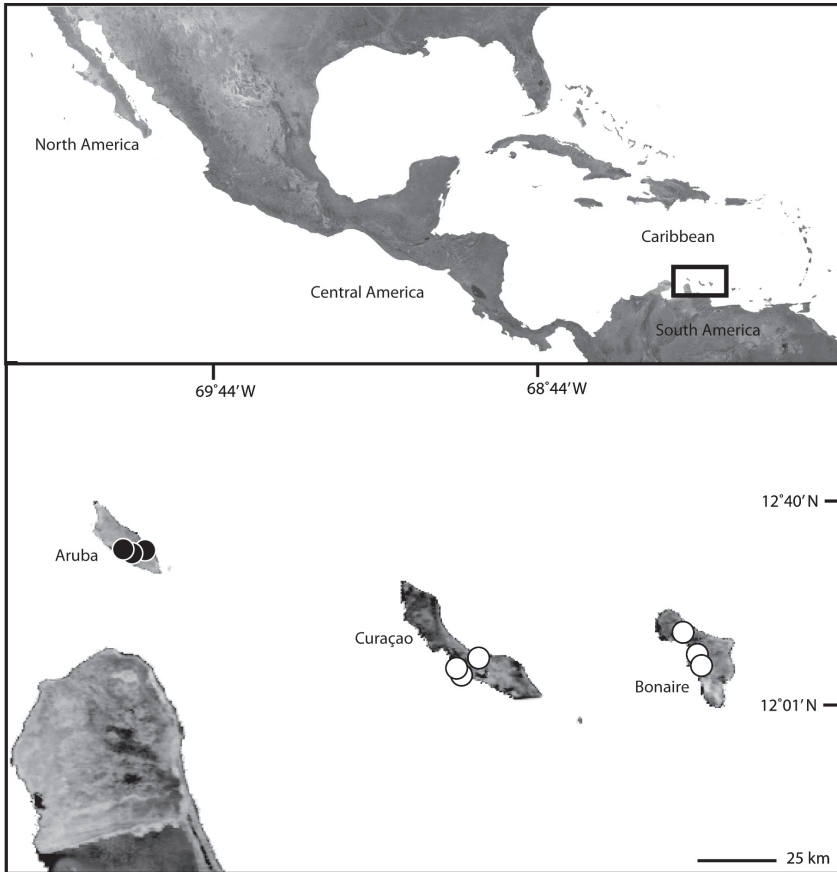 North America
Caribbean
Central America
South America
69˚44′W
68˚44′W
12˚40′N
Aruba
Curaçao
Bonaire
12˚01′N
25 km